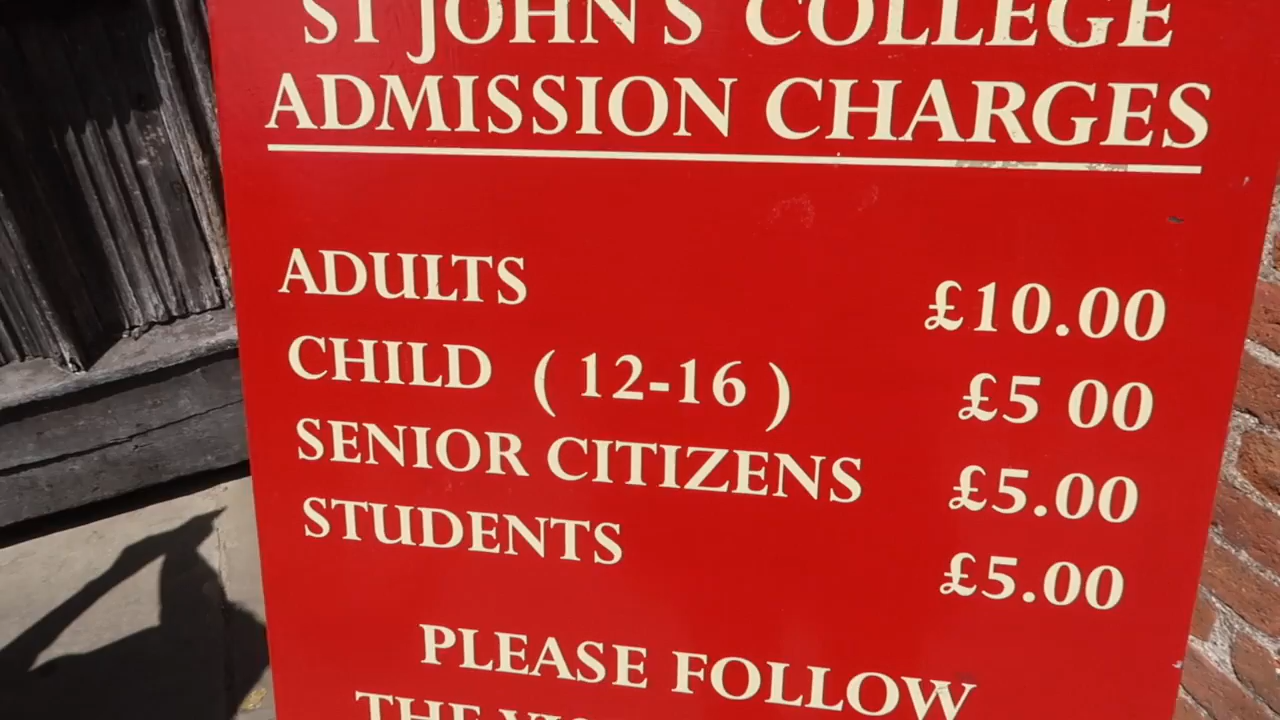 ST JOHN'S COLLEGE
ADMISSION CHARGES
ADULTS £10.00
CHILD (12-16) £5 00
SENIOR CITIZENS £5.00
STUDENTS £5.00
PLEASE FOLLOW
THE